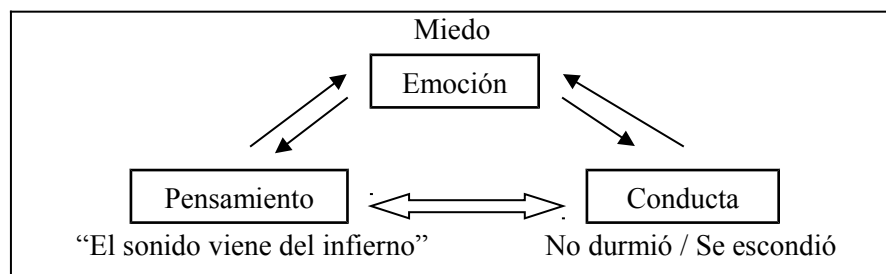 Miedo
Emoción
Pensamiento
Conducta
“El sonido viene del infierno”
No durmió / Se escondió